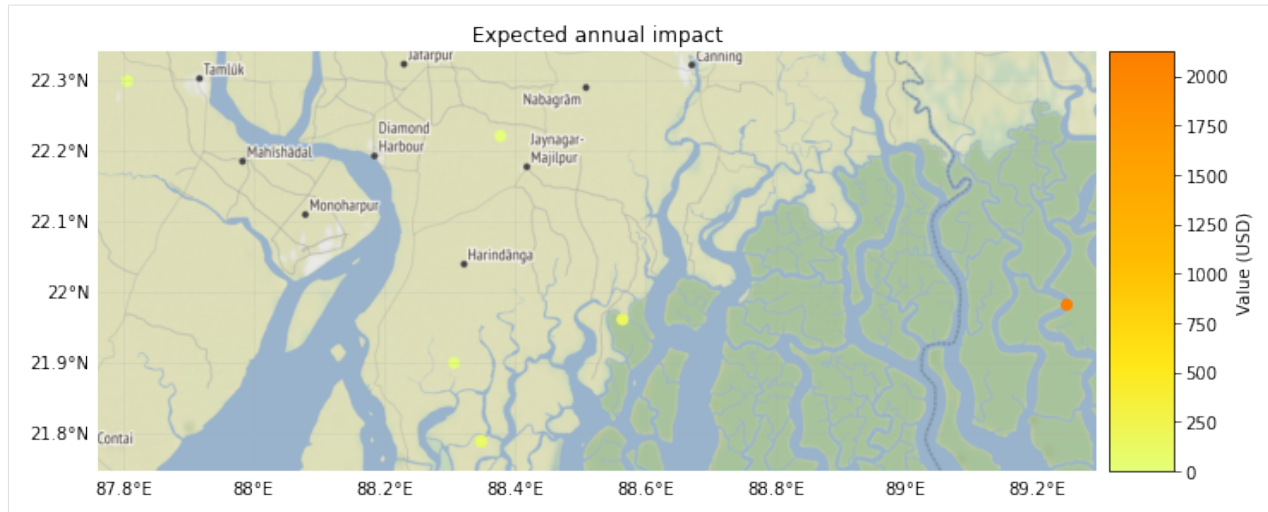 Expected annual impact
22.3°N
22.2°N
22.1°N
22°N
21.9°N
21.8°N
Tamlūk
Jafarpur
Canning
Nabagrām
Diamond
Harbour
Jaynagar-
Majilpur
Mahishādal
Monoharpur
Harindānga
Contai
87.8°E
88°E
88.2°E
88.4°E
88.6°E
88.8°E
89°E
89.2°E
2000
1750
1500
1250
1000
750
500
250
0
Value (USD)